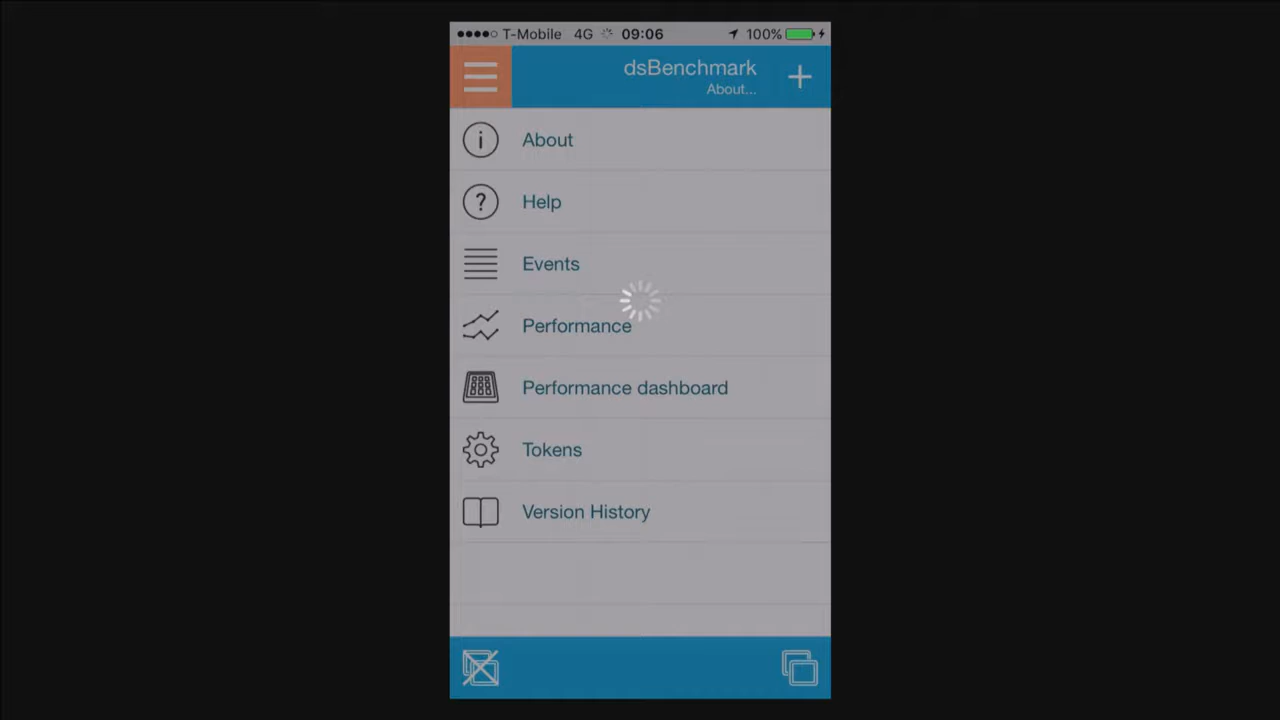 T-Mobile 4G 09:06 100%
dsBenchmark
About...
About
Help
Events
Performance
Performance dashboard
Tokens
Version History